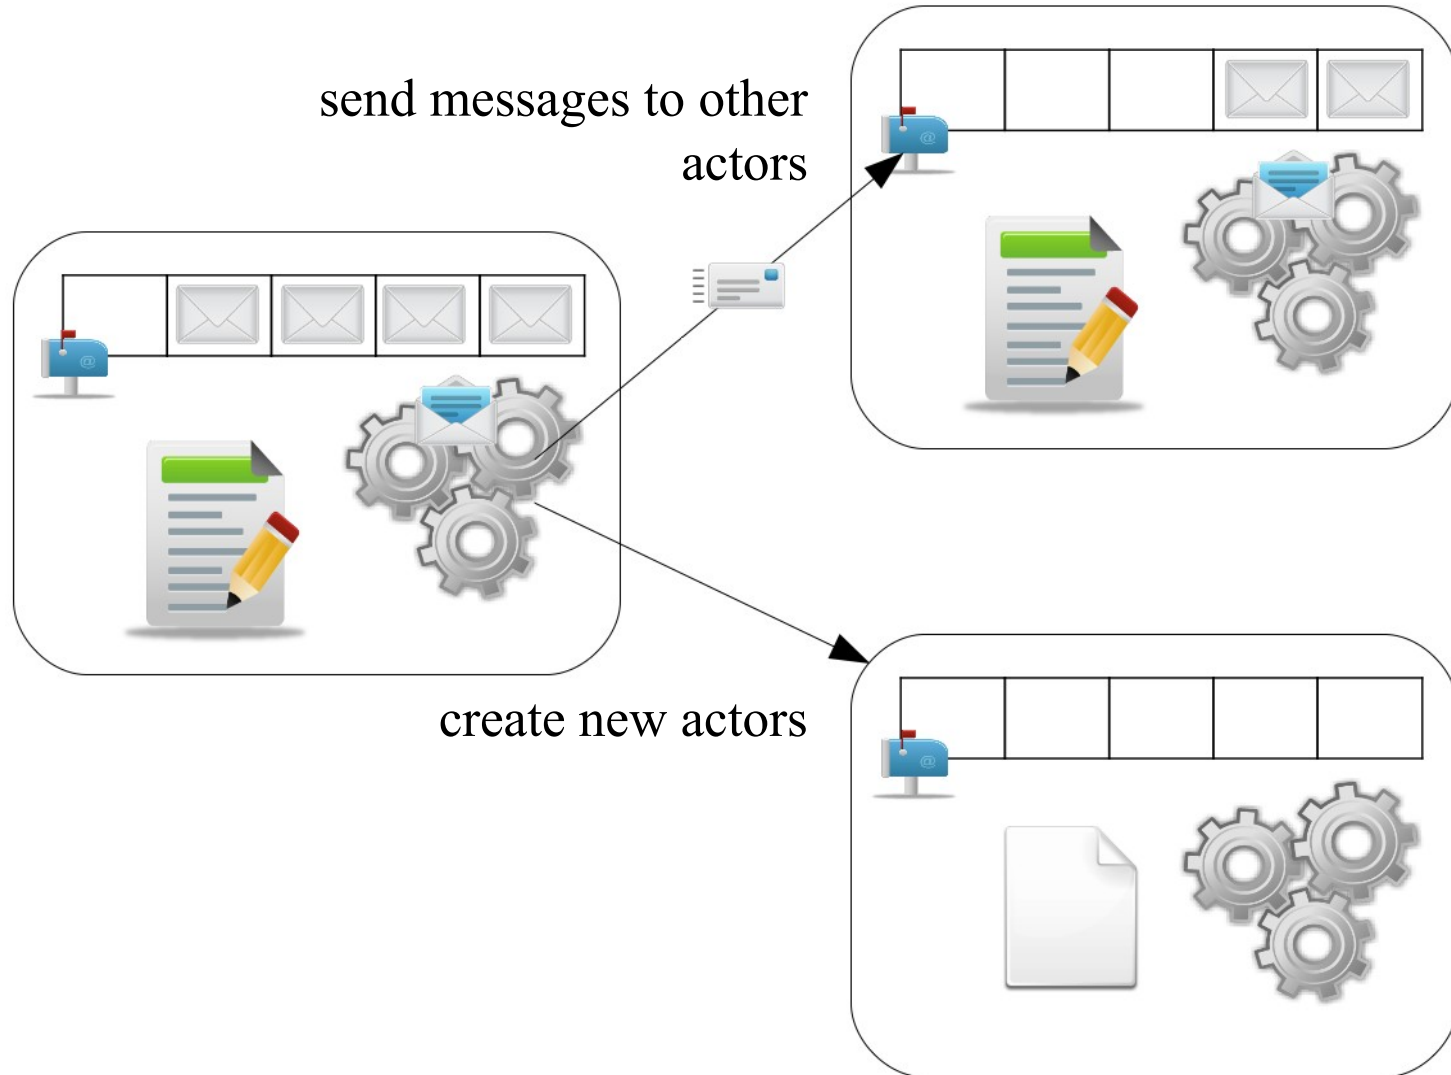 send messages to other
actors
create new actors